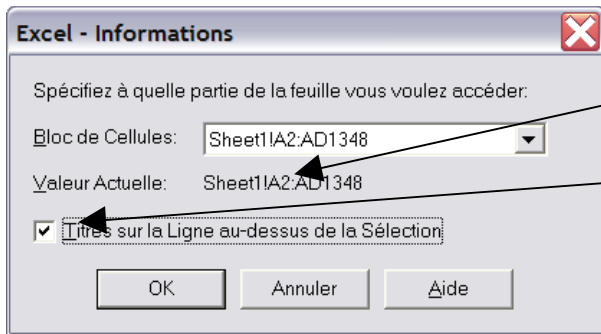 Excel - Informations
Spécifiez à quelle partie de la feuille vous voulez accéder:
Bloc de Cellules: Sheet1!A2:AD1348
Valeur Actuelle: Sheet1!A2:AD1348
Titres sur la Ligne au-dessus de la Sélection
OK Annuler Aide